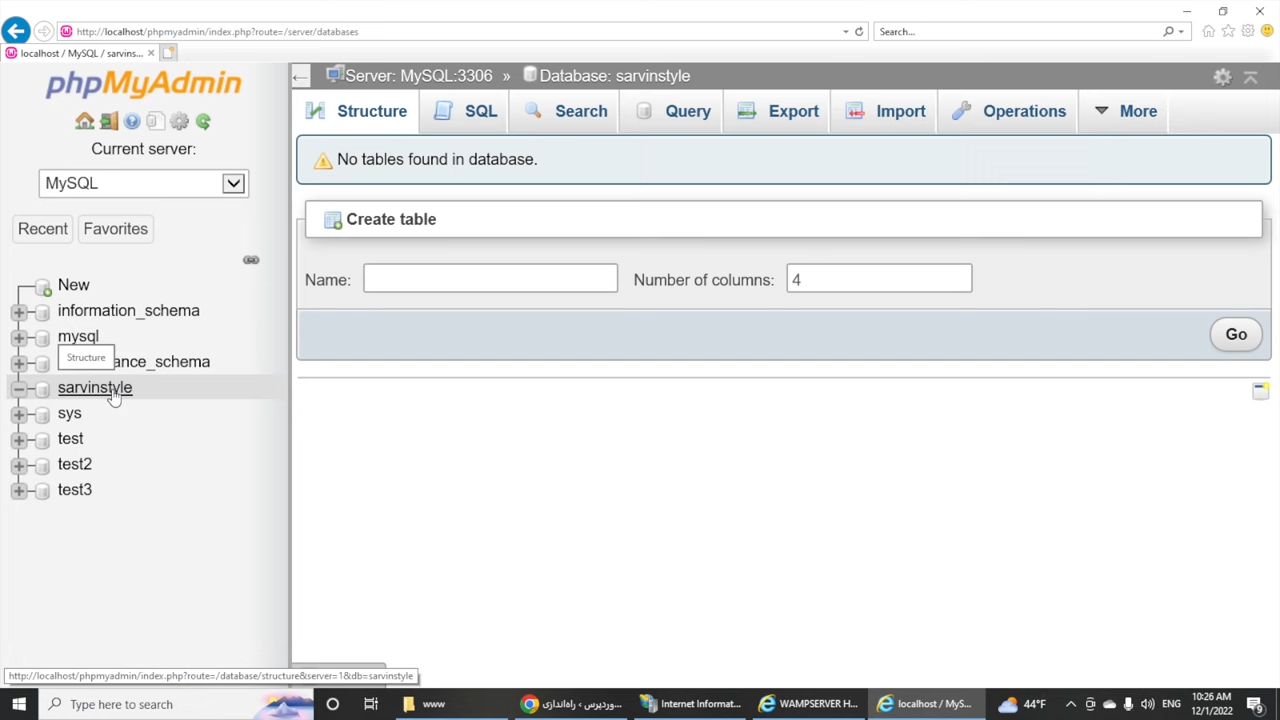 http://localhost/phpmyadmin/index.php?route=/server/databases
Search...
localhost / MySQL / sarvins...
phpMyAdmin
Current server:
MySQL
Recent
Favorites
New
information_schema
mysql
Structure
ance_schema
sarvinstyle
sys
test
test2
test3
Server: MySQL:3306 » Database: sarvinstyle
Structure
SQL
Search
Query
Export
Import
Operations
More
No tables found in database.
Create table
Name:
Number of columns: 4
Go
http://localhost/phpmyadmin/index.php?route=/database/structure&server=1&db=sarvinstyle
Type here to search
www
وردپرس › راه‌اندازی...
Internet Informat...
WAMPSERVER H...
localhost / MyS...
44°F
ENG
10:26 AM
12/1/2022
9